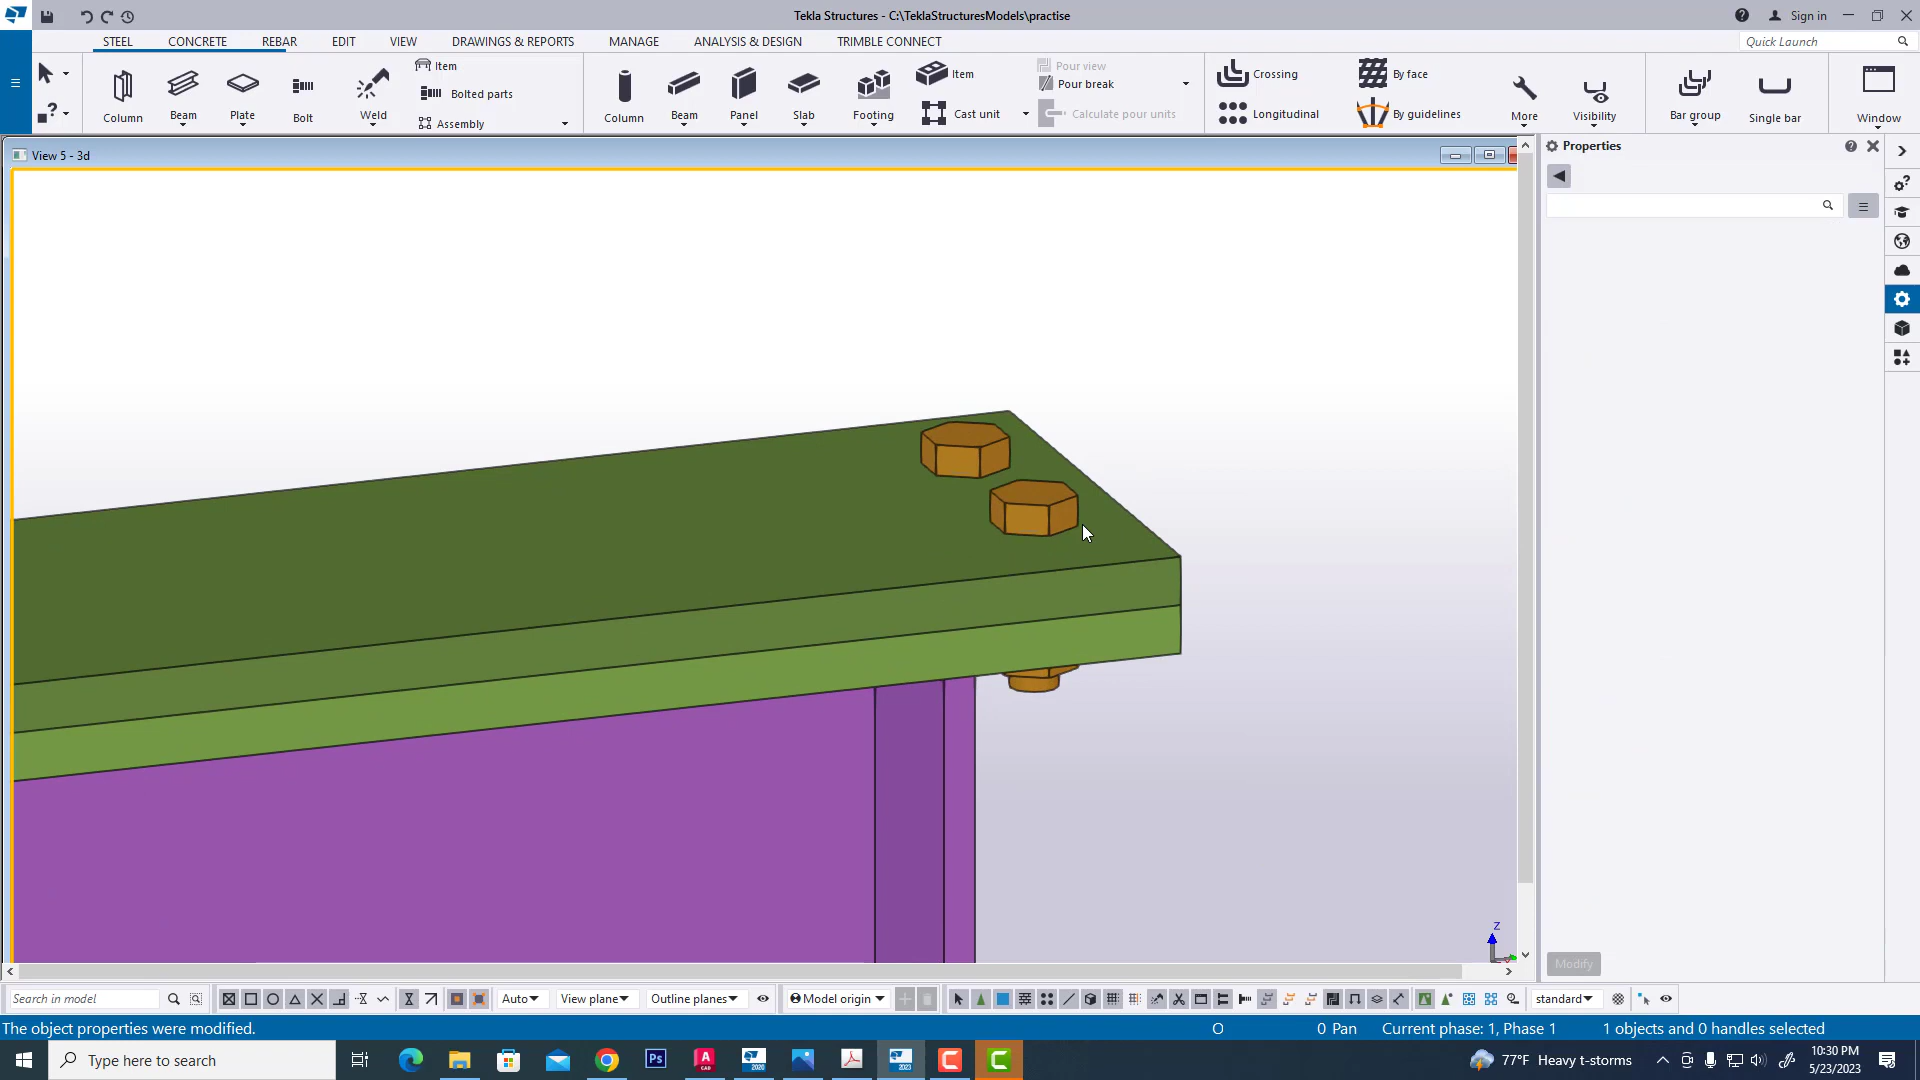 Tekla Structures - C:\TeklaStructuresModels\practise
Sign in
STEEL CONCRETE REBAR EDIT VIEW DRAWINGS & REPORTS MANAGE ANALYSIS & DESIGN TRIMBLE CONNECT
Quick Launch
Item
Bolted parts
Assembly
Column Beam Plate Bolt Weld
Column Beam Panel Slab Footing
Item
Cast unit
Pour view
Pour break
Calculate pour units
Crossing
Longitudinal
By face
By guidelines
More Visibility Bar group Single bar Window
View 5 - 3d
Properties
Z
Modify
Search in model
Auto View plane Outline planes Model origin standard
The object properties were modified.
O 0 Pan Current phase: 1, Phase 1 1 objects and 0 handles selected
Type here to search
Ps
A
CAD
2020
2023
C
C
77°F Heavy t-storms
10:30 PM
5/23/2023